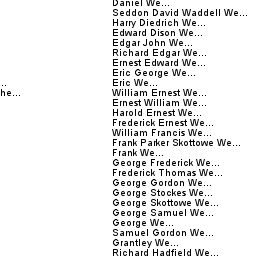 Daniel We...
Seddon David Waddell We...
Harry Diedrich We...
Edward Dison We...
Edgar John We...
Richard Edgar We...
Ernest Edward We...
Eric George We...
...
Eric We...
he...
William Ernest We...
Ernest William We...
Harold Ernest We...
Frederick Ernest We...
William Francis We...
Frank Parker Skottowe We...
Frank We...
George Frederick We...
Frederick Thomas We...
George Gordon We...
George Stockes We...
George Skottowe We...
George Samuel We...
George We...
Samuel Gordon We...
Grantley We...
Richard Hadfield We...